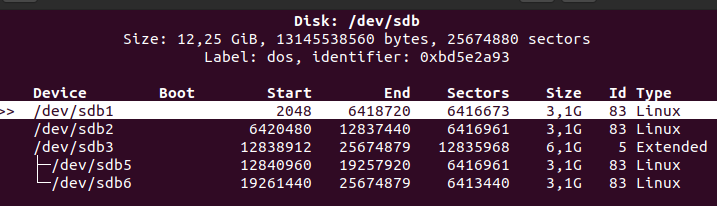 Disk: /dev/sdb
Size: 12,25 GiB, 13145538560 bytes, 25674880 sectors
Label: dos, identifier: 0xbd5e2a93
Device Boot Start End Sectors Size Id Type
>> /dev/sdb1 2048 6418720 6416673 3,1G 83 Linux
/dev/sdb2 6420480 12837440 6416961 3,1G 83 Linux
/dev/sdb3 12838912 25674879 12835968 6,1G 5 Extended
├─/dev/sdb5 12840960 19257920 6416961 3,1G 83 Linux
└─/dev/sdb6 19261440 25674879 6413440 3,1G 83 Linux